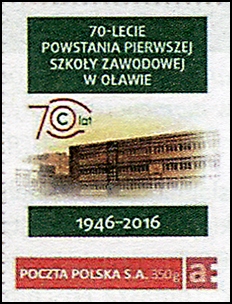 70-LECIE
POWSTANIA PIERWSZEJ
SZKOŁY ZAWODOWEJ
W OŁAWIE
70 C lat
1946-2016
POCZTA POLSKA S.A. 350g a: